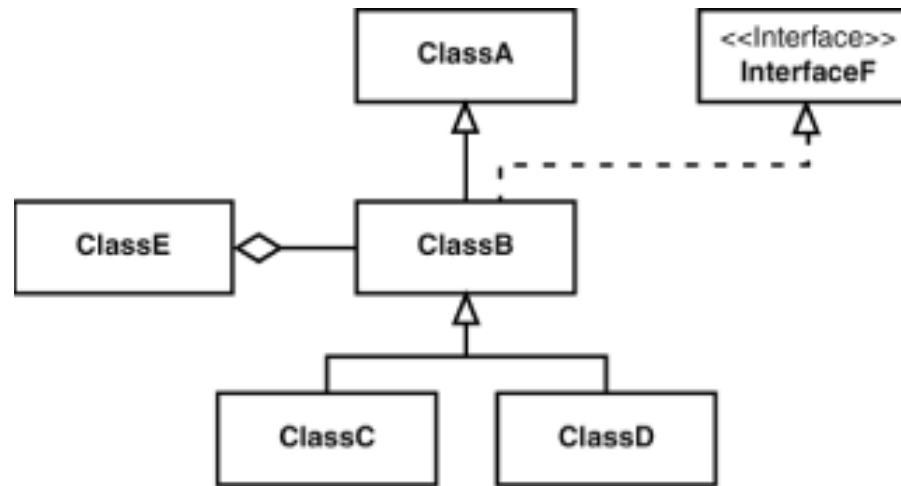 ClassA
<<Interface>>
InterfaceF
ClassE
ClassB
ClassC
ClassD